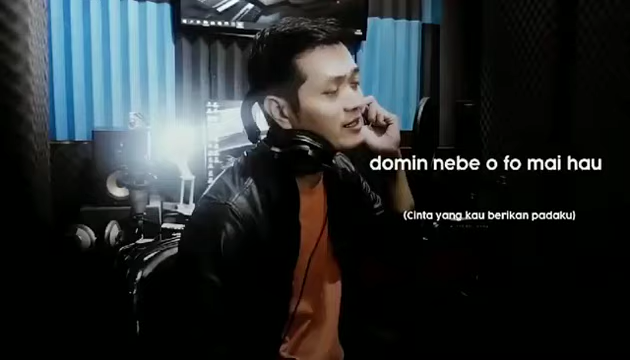 domin nebe o fo mai hau
(Cinta yang kau berikan padaku)